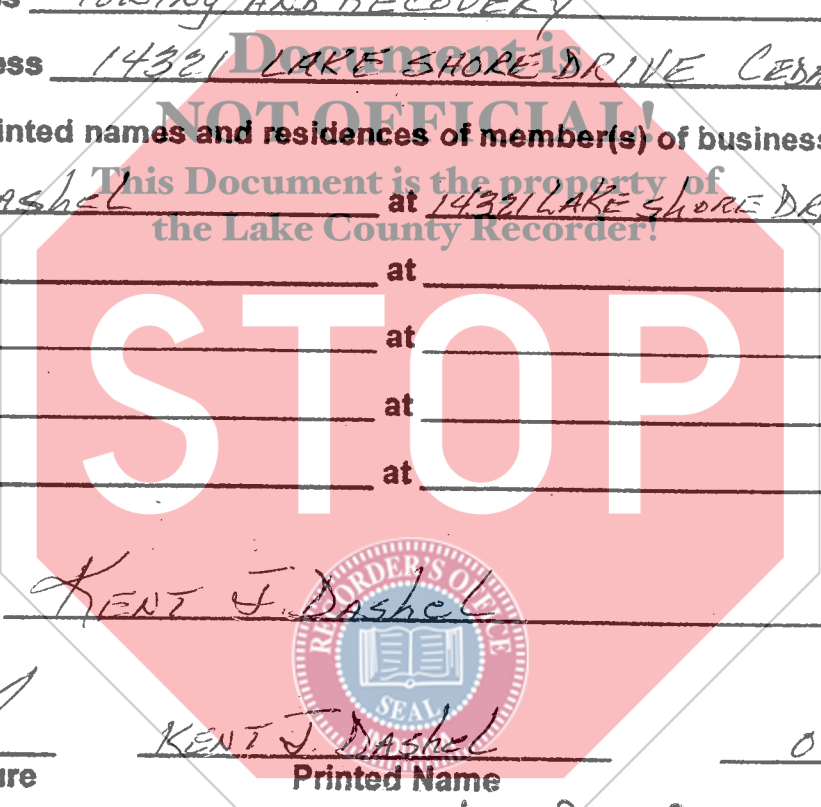 TOWING AND RECOVERY
Document is
ess 14321 LAKE SHORE DRIVE CEDA
NOT OFFICIAL!
inted names and residences of member(s) of business
This Document is the property of
ashel at 14321 LAKE SHORE DR
the Lake County Recorder!
at
at
at
at
STOP
KENT J. Dashel
RECORDER'S OFFICE
SEAL
KENT J. DASHEL
ure Printed Name